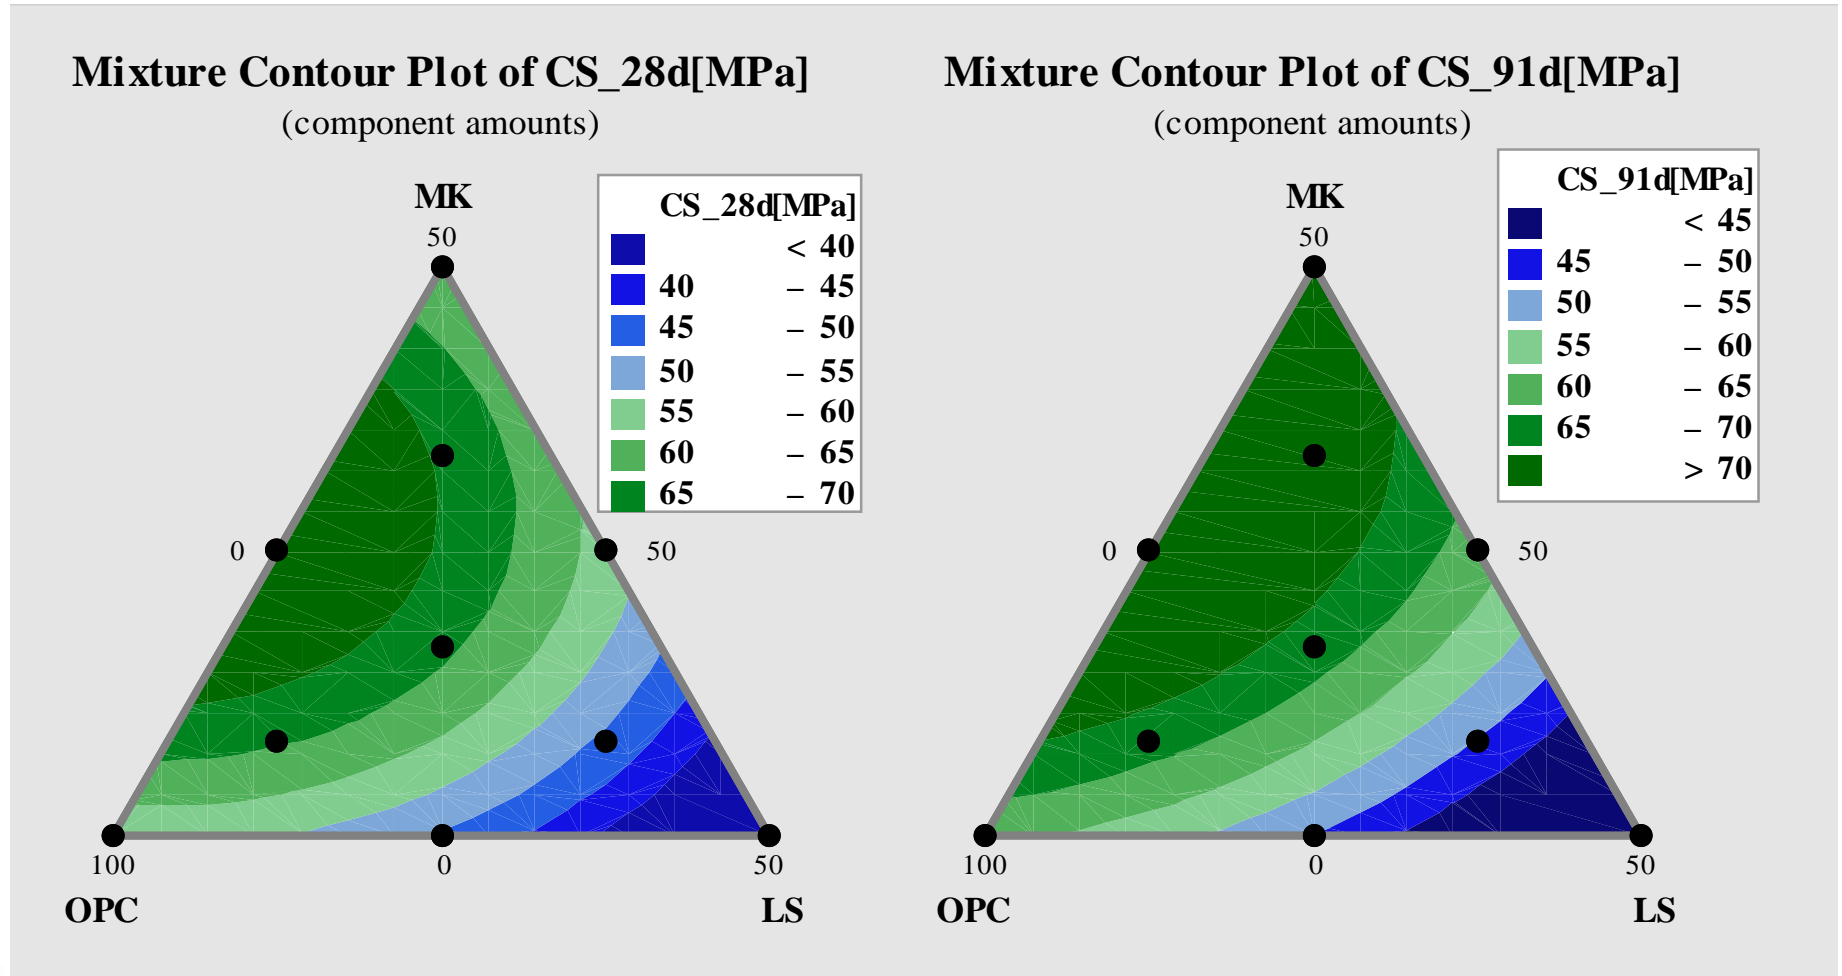 Mixture Contour Plot of CS_28d[MPa]
(component amounts)
MK
50
0
50
100
0
50
OPC
LS
CS_28d[MPa]
< 40
40 – 45
45 – 50
50 – 55
55 – 60
60 – 65
65 – 70
Mixture Contour Plot of CS_91d[MPa]
(component amounts)
MK
50
0
50
100
0
50
OPC
LS
CS_91d[MPa]
< 45
45 – 50
50 – 55
55 – 60
60 – 65
65 – 70
> 70